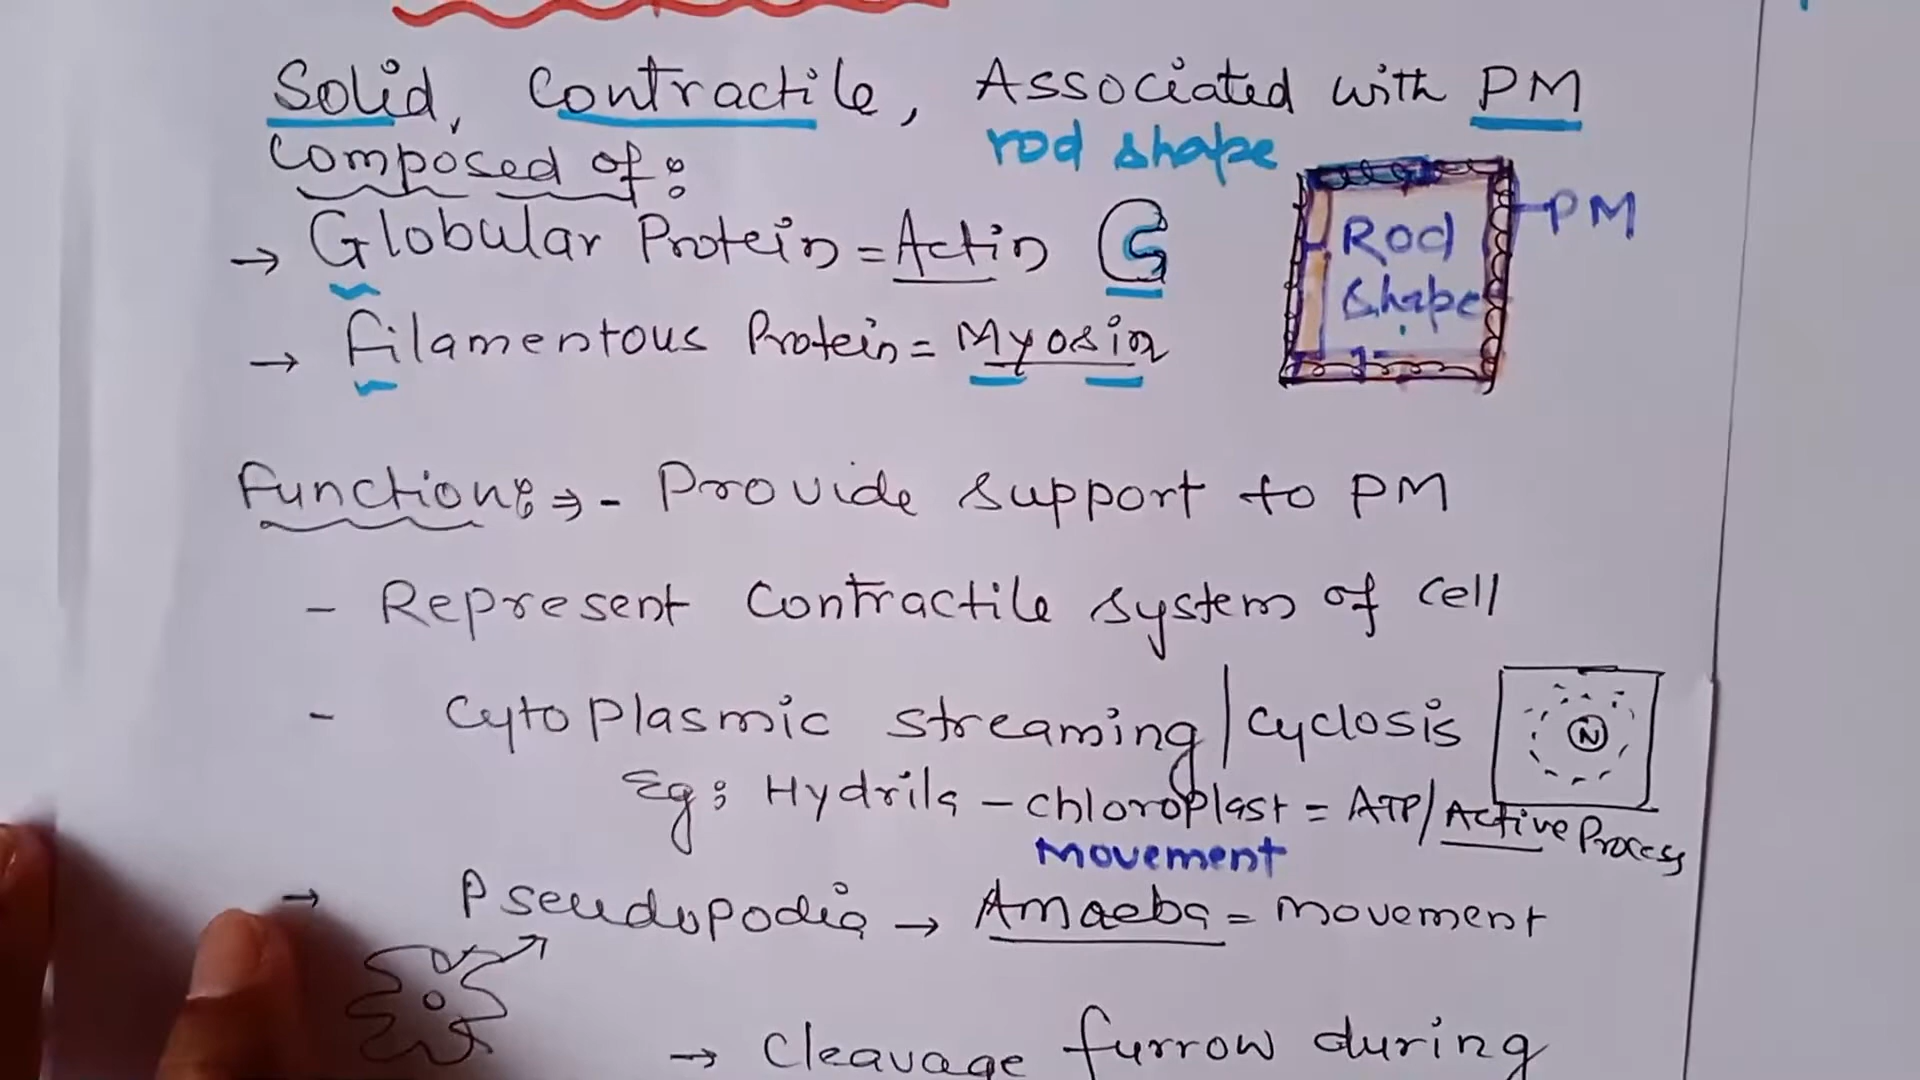 Solid, Contractile, Associated with PM
rod shape
Composed of:
→ Globular Protein = Actin G
→ Filamentous Protein = Myosin
Rod
Shape
PM
Function: ⇒ - Provide support to PM
- Represent Contractile system of cell
- Cytoplasmic streaming / cyclosis
N
Eg: Hydrila - chloroplast = ATP/Active Process
Movement
→ Pseudopodia → Amaeba = movement
→ Cleavage furrow during